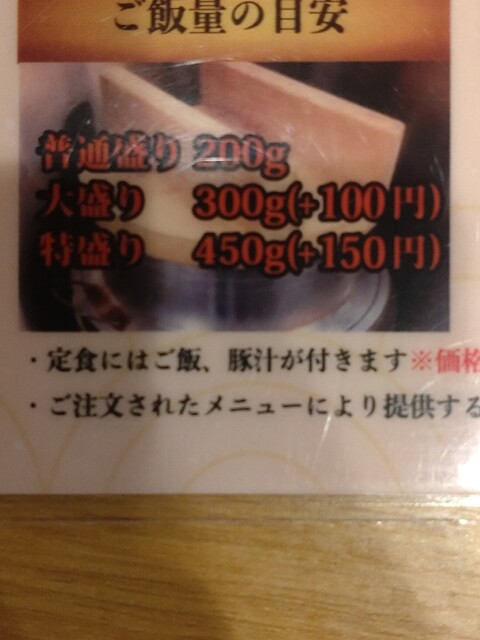 ご飯量の目安
普通盛り 200g
大盛り 300g(+100円)
特盛り 450g(+150円)
・定食にはご飯、豚汁が付きます※価格
・ご注文されたメニューにより提供する